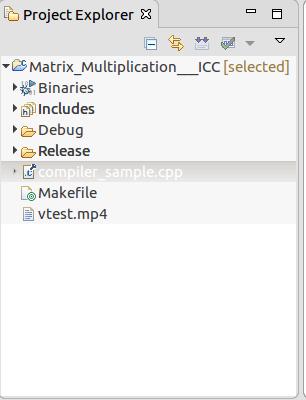 Project Explorer
Matrix_Multiplication___ICC [selected]
Binaries
Includes
Debug
Release
compiler_sample.cpp
Makefile
vtest.mp4